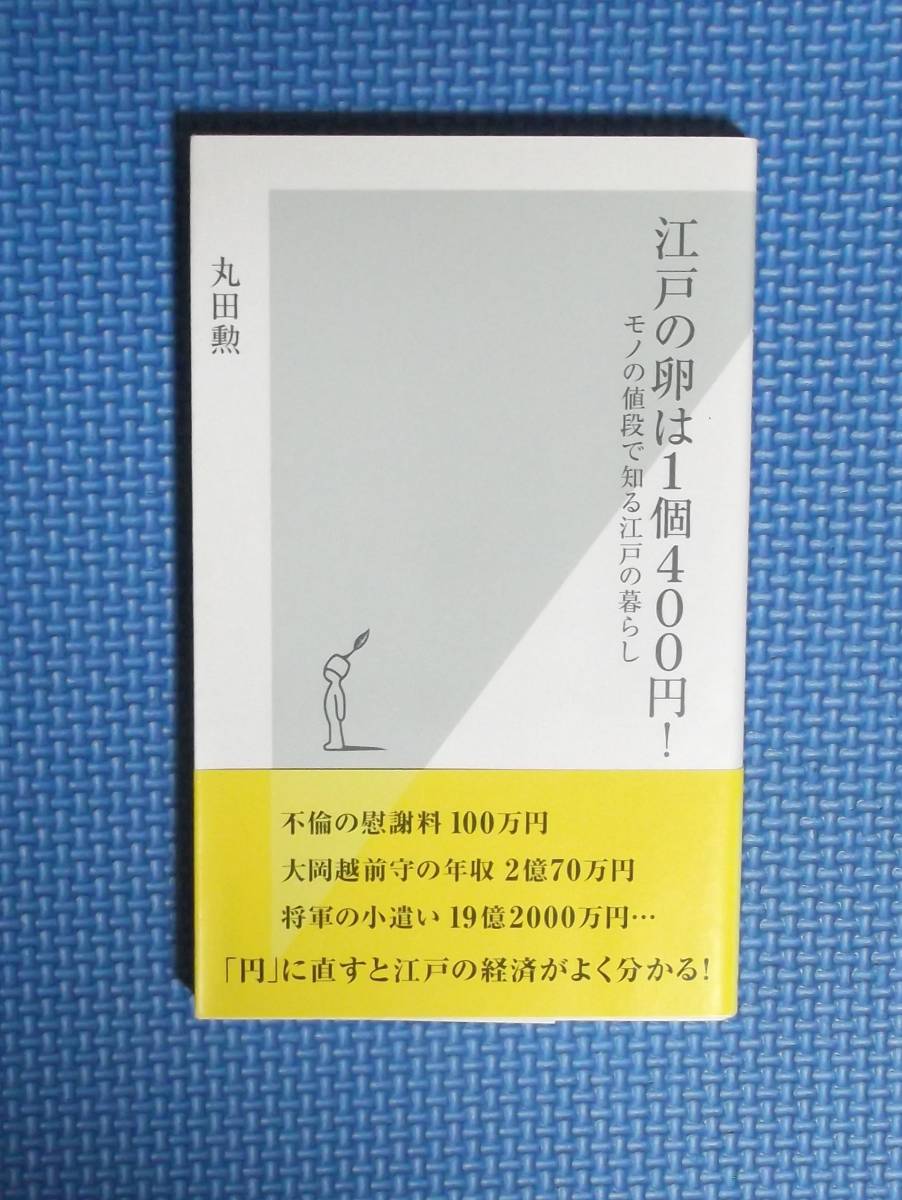 江戸の卵は1個400円!
モノの値段で知る江戸の暮らし
丸田勲
不倫の慰謝料 100万円
大岡越前守の年収 2億70万円
将軍の小遣い 19億2000万円…
「円」に直すと江戸の経済がよく分かる!